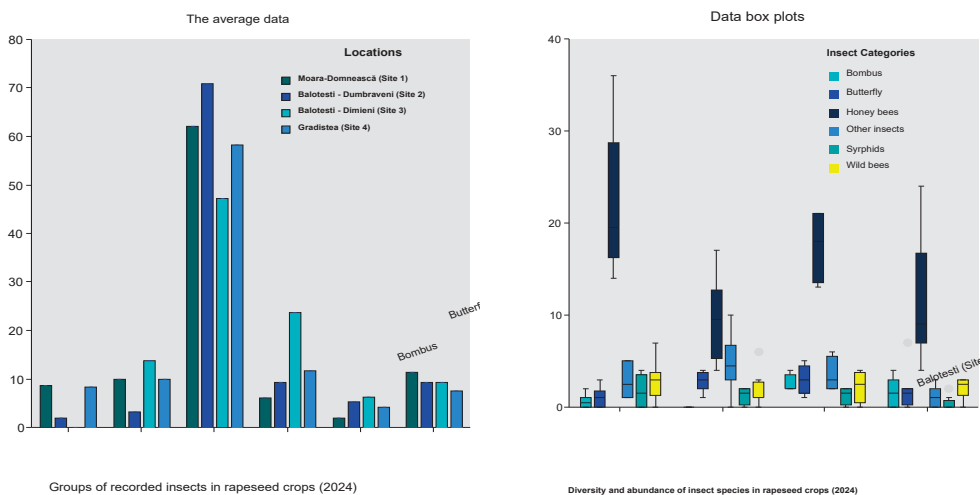 The average data
80
70
60
50
40
30
20
10
0
Locations
Moara-Domnească (Site 1)
Balotesti - Dumbraveni (Site 2)
Balotesti - Dimieni (Site 3)
Gradistea (Site 4)
Bombus
Butterf
Groups of recorded insects in rapeseed crops (2024)
Data box plots
40
30
20
10
0
Insect Categories
Bombus
Butterfly
Honey bees
Other insects
Syrphids
Wild bees
Balotesti (Site
Diversity and abundance of insect species in rapeseed crops (2024)